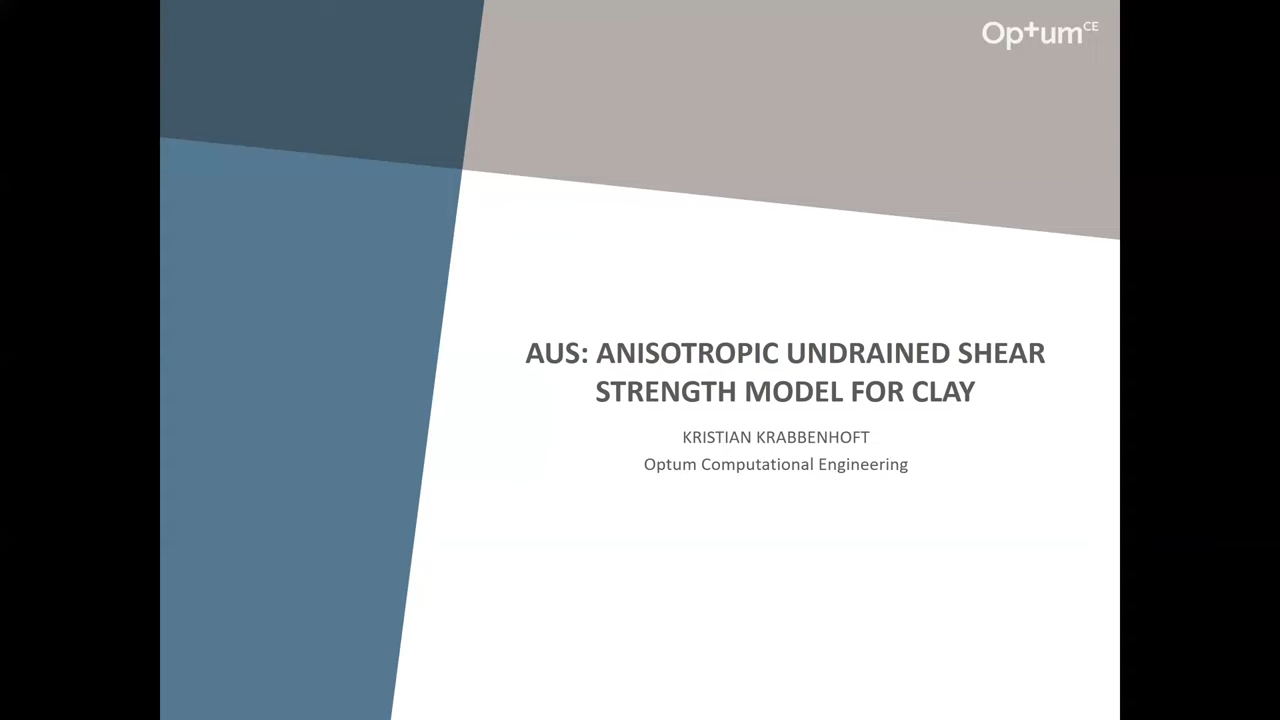 Optum CE
AUS: ANISOTROPIC UNDRAINED SHEAR
STRENGTH MODEL FOR CLAY
KRISTIAN KRABBENHOFT
Optum Computational Engineering